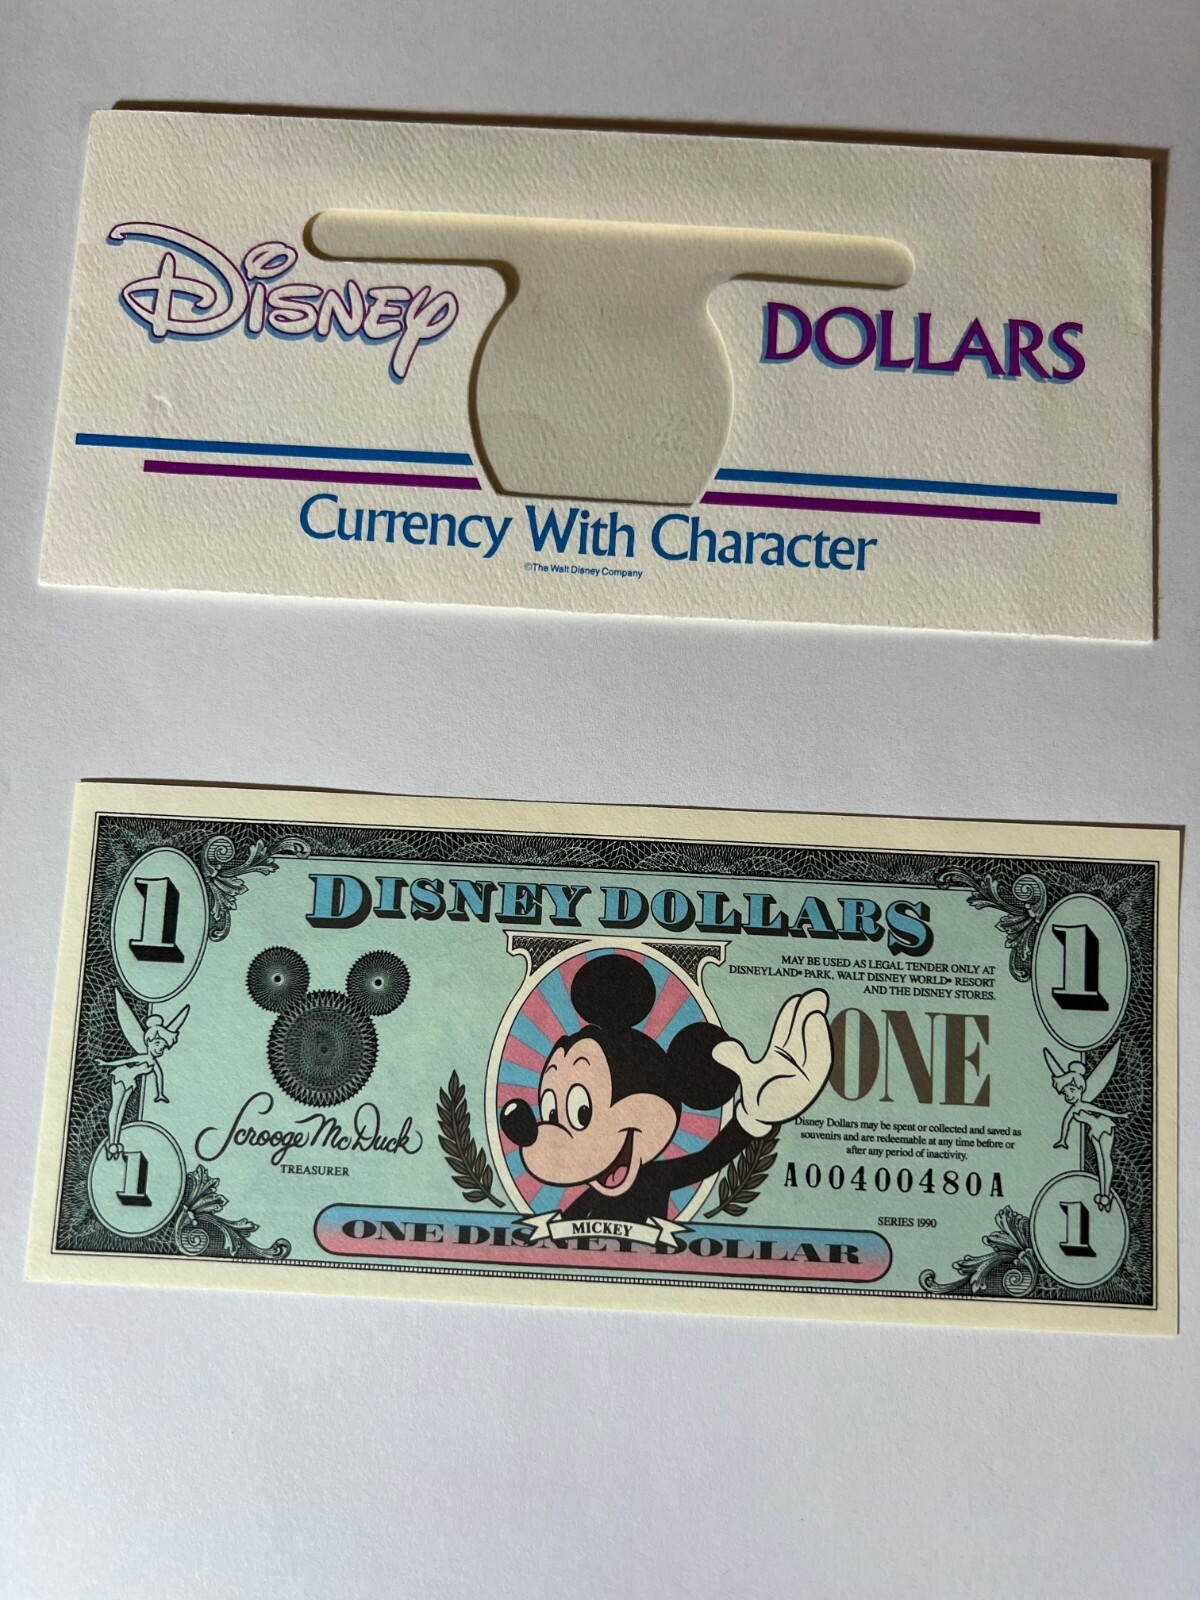 Disney DOLLARS
Currency With Character
©The Walt Disney Company
1
DISNEY DOLLARS
1
MAY BE USED AS LEGAL TENDER ONLY AT
DISNEYLAND® PARK, WALT DISNEY WORLD® RESORT
AND THE DISNEY STORES.
ONE
Scrooge McDuck
TREASURER
Disney Dollars may be spent or collected and saved as
souvenirs and are redeemable at any time before or
after any period of inactivity.
A00400480A
SERIES 1990
1
MICKEY
ONE DISNEY DOLLAR
1